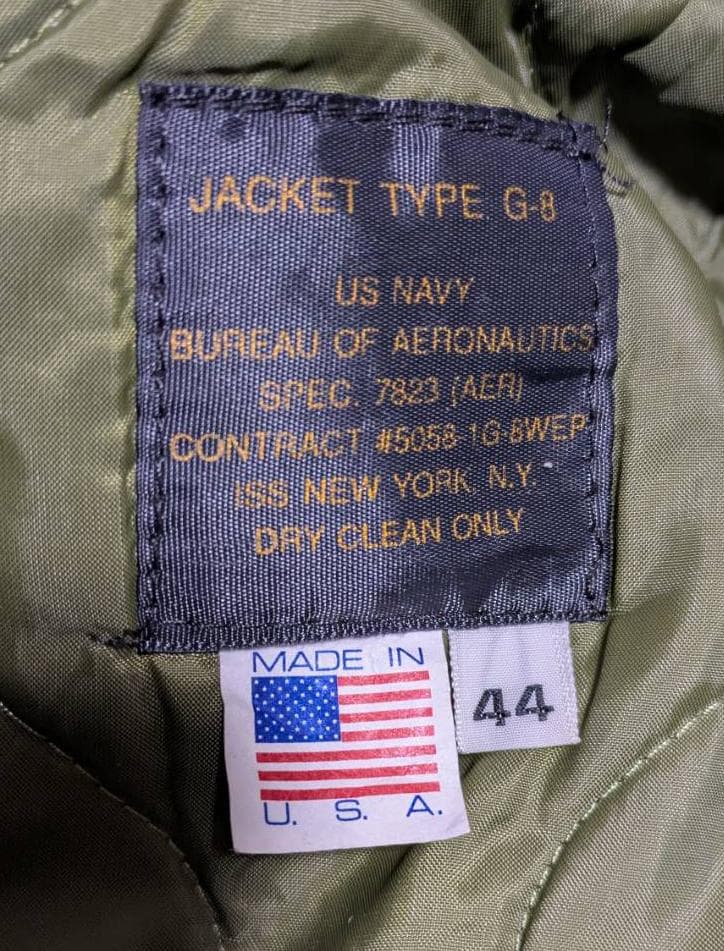 JACKET TYPE G-8
US NAVY
BUREAU OF AERONAUTICS
SPEC. 7823 (AER)
CONTRACT #5058-1G-8WEP
ISS NEW YORK, N.Y.
DRY CLEAN ONLY
MADE IN
U. S. A.
44